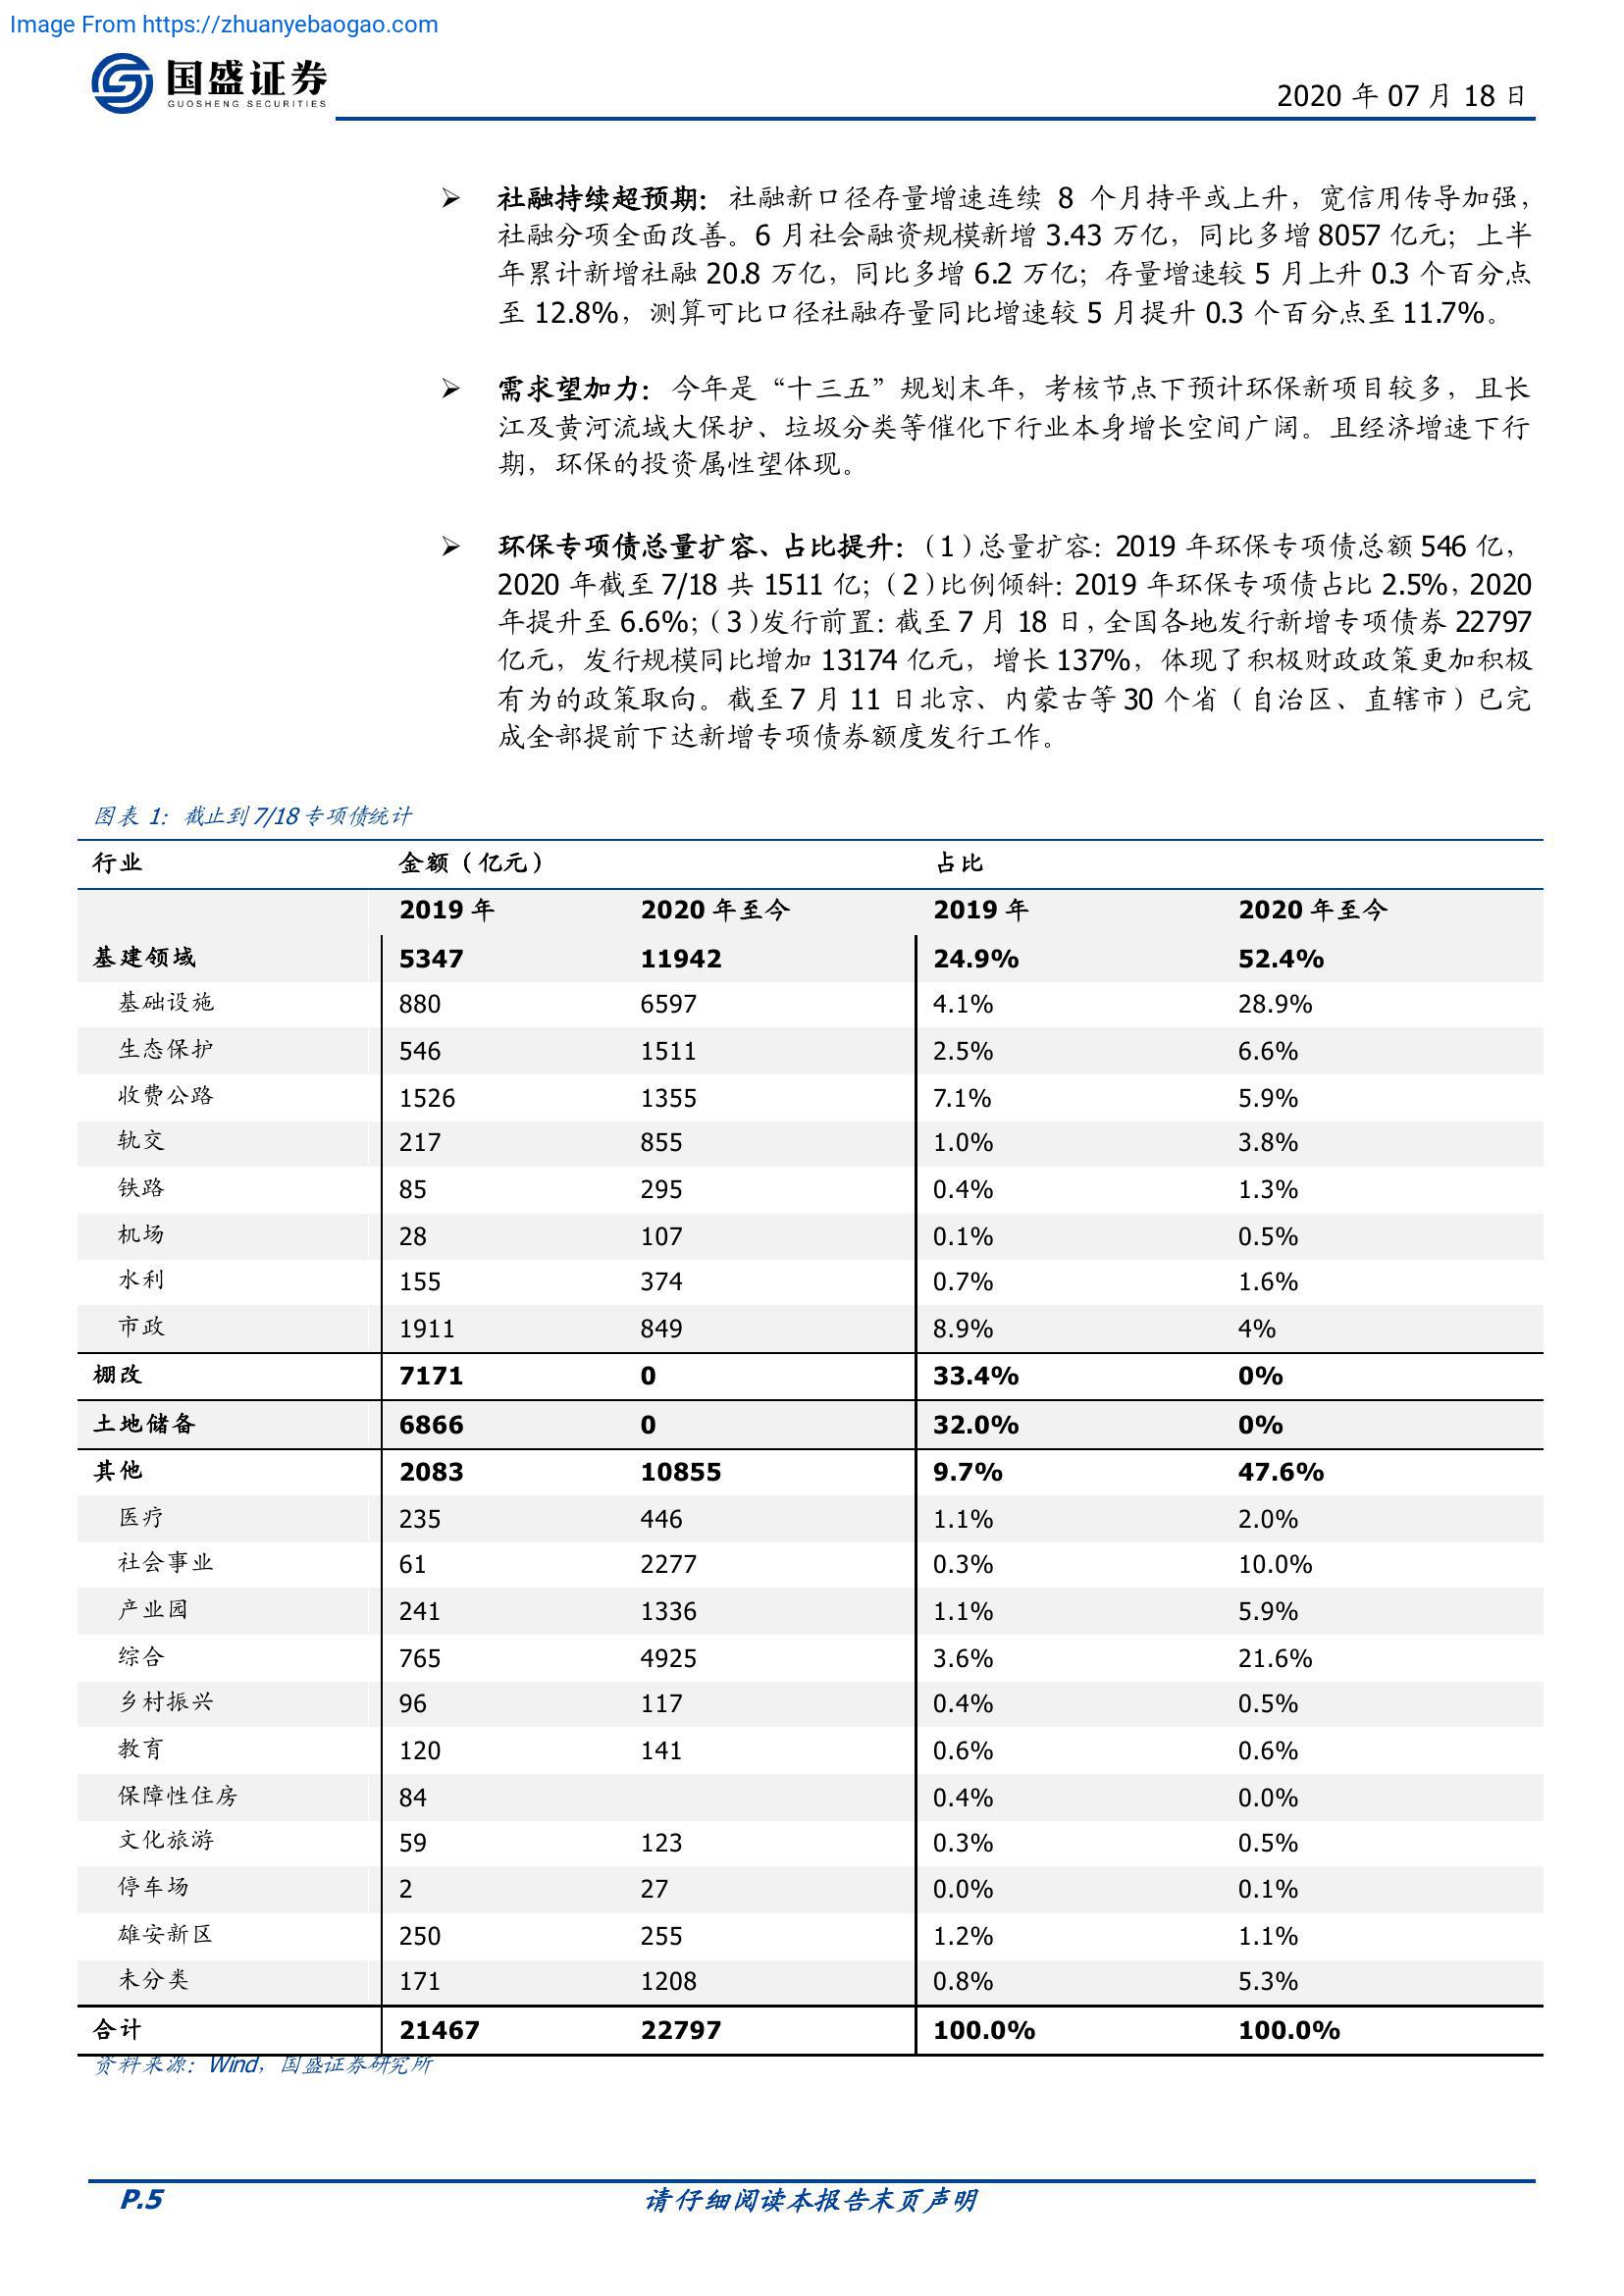 Image From https://zhuanyebaogao.com
国盛证券
GUOSHENG SECURITIES
2020 年 07 月 18 日
➢ 社融持续超预期：社融新口径存量增速连续 8 个月持平或上升，宽信用传导加强，
社融分项全面改善。6 月社会融资规模新增 3.43 万亿，同比多增 8057 亿元；上半
年累计新增社融 20.8 万亿，同比多增 6.2 万亿；存量增速较 5 月上升 0.3 个百分点
至 12.8%，测算可比口径社融存量同比增速较 5 月提升 0.3 个百分点至 11.7%。
➢ 需求望加力：今年是“十三五”规划末年，考核节点下预计环保新项目较多，且长
江及黄河流域大保护、垃圾分类等催化下行业本身增长空间广阔。且经济增速下行
期，环保的投资属性望体现。
➢ 环保专项债总量扩容、占比提升：（1）总量扩容：2019 年环保专项债总额 546 亿，
2020 年截至 7/18 共 1511 亿；（2）比例倾斜：2019 年环保专项债占比 2.5%，2020
年提升至 6.6%；（3）发行前置：截至 7 月 18 日，全国各地发行新增专项债券 22797
亿元，发行规模同比增加 13174 亿元，增长 137%，体现了积极财政政策更加积极
有为的政策取向。截至 7 月 11 日北京、内蒙古等 30 个省（自治区、直辖市）已完
成全部提前下达新增专项债券额度发行工作。
图表 1：截止到 7/18 专项债统计
行业 金额（亿元） 占比
2019 年 2020 年至今 2019 年 2020 年至今
基建领域 5347 11942 24.9% 52.4%
基础设施 880 6597 4.1% 28.9%
生态保护 546 1511 2.5% 6.6%
收费公路 1526 1355 7.1% 5.9%
轨交 217 855 1.0% 3.8%
铁路 85 295 0.4% 1.3%
机场 28 107 0.1% 0.5%
水利 155 374 0.7% 1.6%
市政 1911 849 8.9% 4%
棚改 7171 0 33.4% 0%
土地储备 6866 0 32.0% 0%
其他 2083 10855 9.7% 47.6%
医疗 235 446 1.1% 2.0%
社会事业 61 2277 0.3% 10.0%
产业园 241 1336 1.1% 5.9%
综合 765 4925 3.6% 21.6%
乡村振兴 96 117 0.4% 0.5%
教育 120 141 0.6% 0.6%
保障性住房 84 0.4% 0.0%
文化旅游 59 123 0.3% 0.5%
停车场 2 27 0.0% 0.1%
雄安新区 250 255 1.2% 1.1%
未分类 171 1208 0.8% 5.3%
合计 21467 22797 100.0% 100.0%
资料来源：Wind，国盛证券研究所
P.5 请仔细阅读本报告末页声明